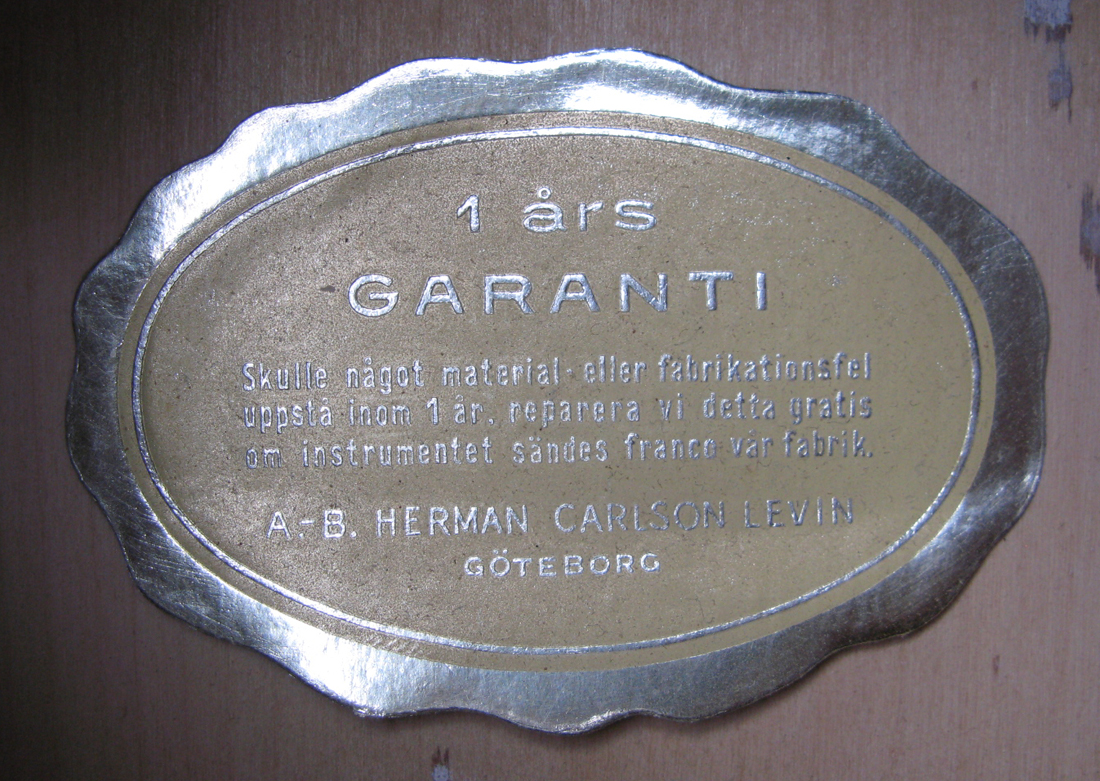 1 års
GARANTI
Skulle något material- eller fabrikationsfel
uppstå inom 1 år, reparera vi detta gratis
om instrumentet sändes franco vår fabrik.
A.-B. HERMAN CARLSON LEVIN
GÖTEBORG